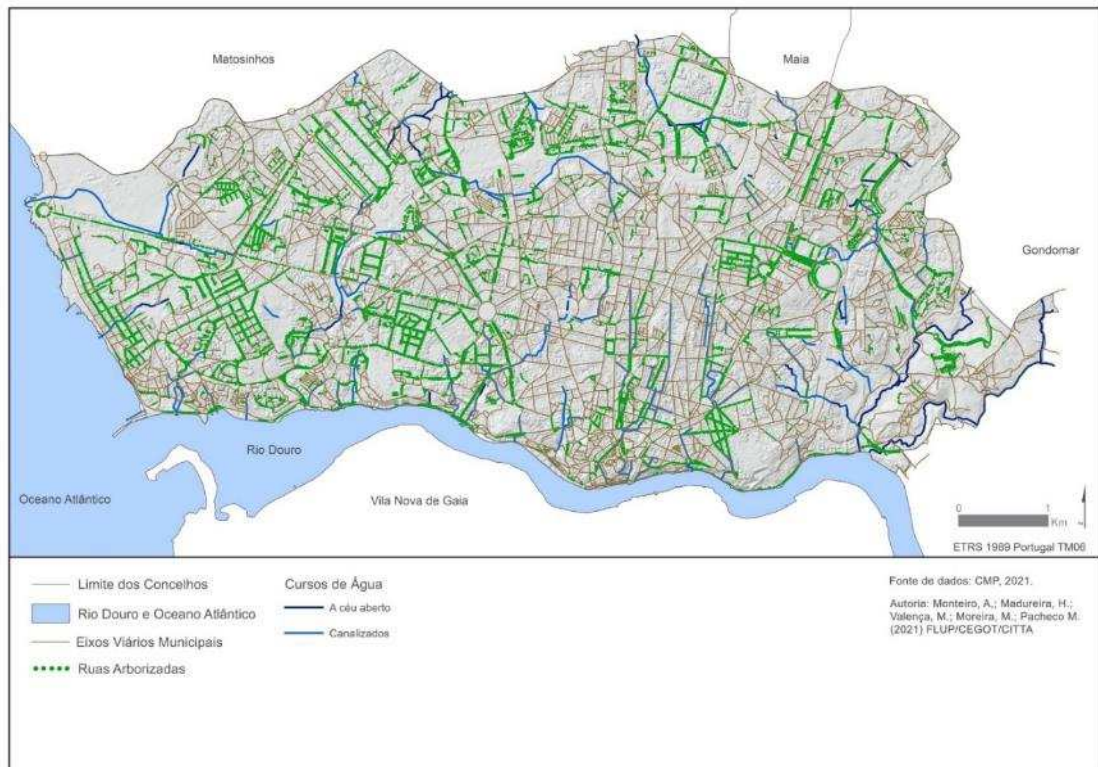 Matosinhos
Maia
Gondomar
Rio Douro
Oceano Atlântico
Vila Nova de Gaia
0 1
Km
ETRS 1989 Portugal TM06
Limite dos Concelhos
Rio Douro e Oceano Atlântico
Eixos Viários Municipais
Ruas Arborizadas
Cursos de Água
A céu aberto
Canalizados
Fonte de dados: CMP, 2021.
Autoria: Monteiro, A.; Madureira, H.;
Valença, M.; Moreira, M.; Pacheco M.
(2021) FLUP/CEGOT/CITTA